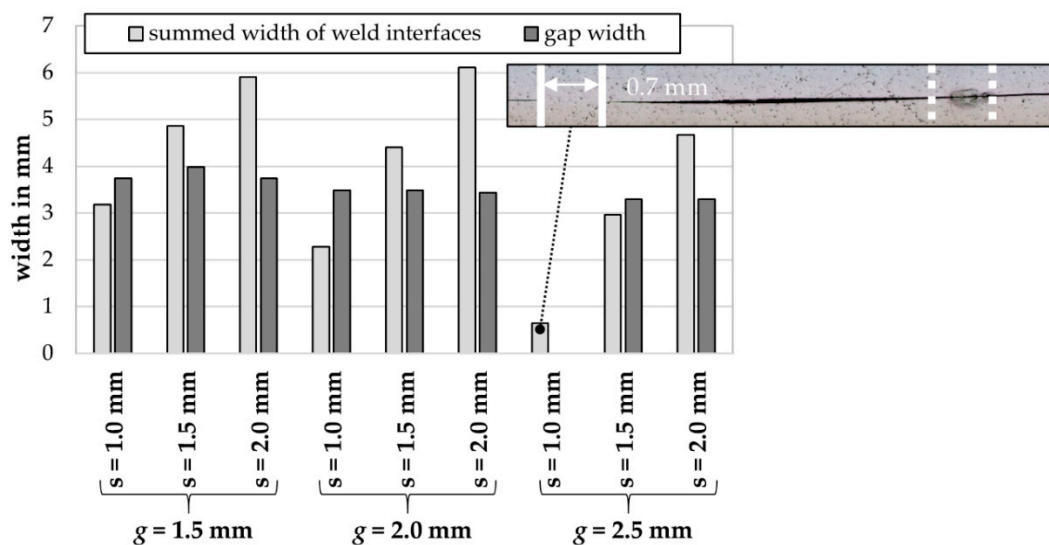 7
summed width of weld interfaces
gap width
6
0.7 mm
5
4
3
2
1
0
width in mm
s = 1.0 mm
s = 1.5 mm
s = 2.0 mm
s = 1.0 mm
s = 1.5 mm
s = 2.0 mm
s = 1.0 mm
s = 1.5 mm
s = 2.0 mm
g = 1.5 mm
g = 2.0 mm
g = 2.5 mm